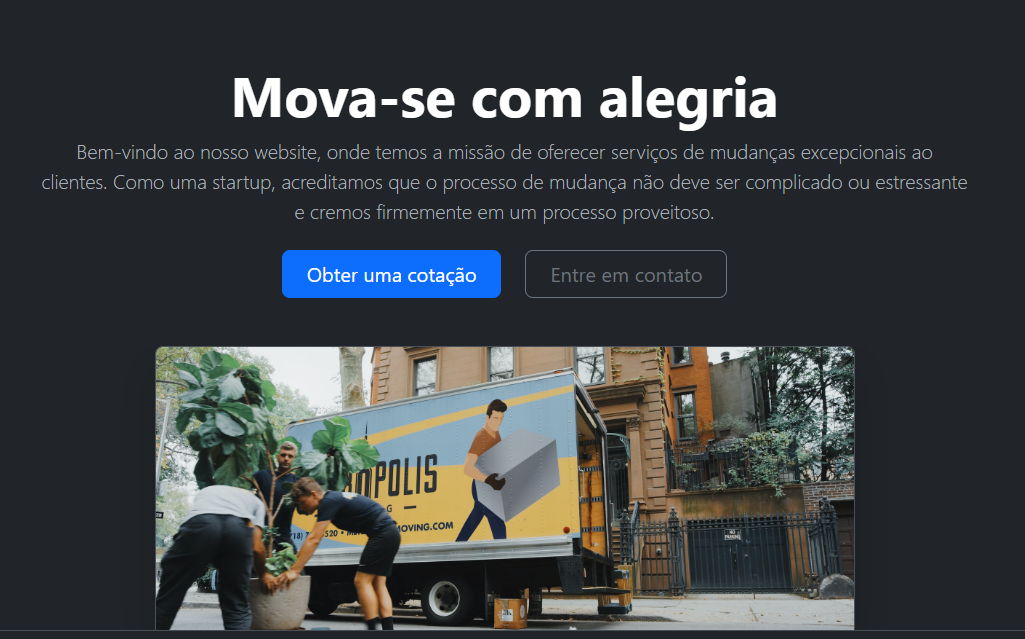 Mova-se com alegria
Bem-vindo ao nosso website, onde temos a missão de oferecer serviços de mudanças excepcionais ao
clientes. Como uma startup, acreditamos que o processo de mudança não deve ser complicado ou estressante
e cremos firmemente em um processo proveitoso.
Obter uma cotação Entre em contato
OPOLIS
MOVING.COM
NO
PARKING